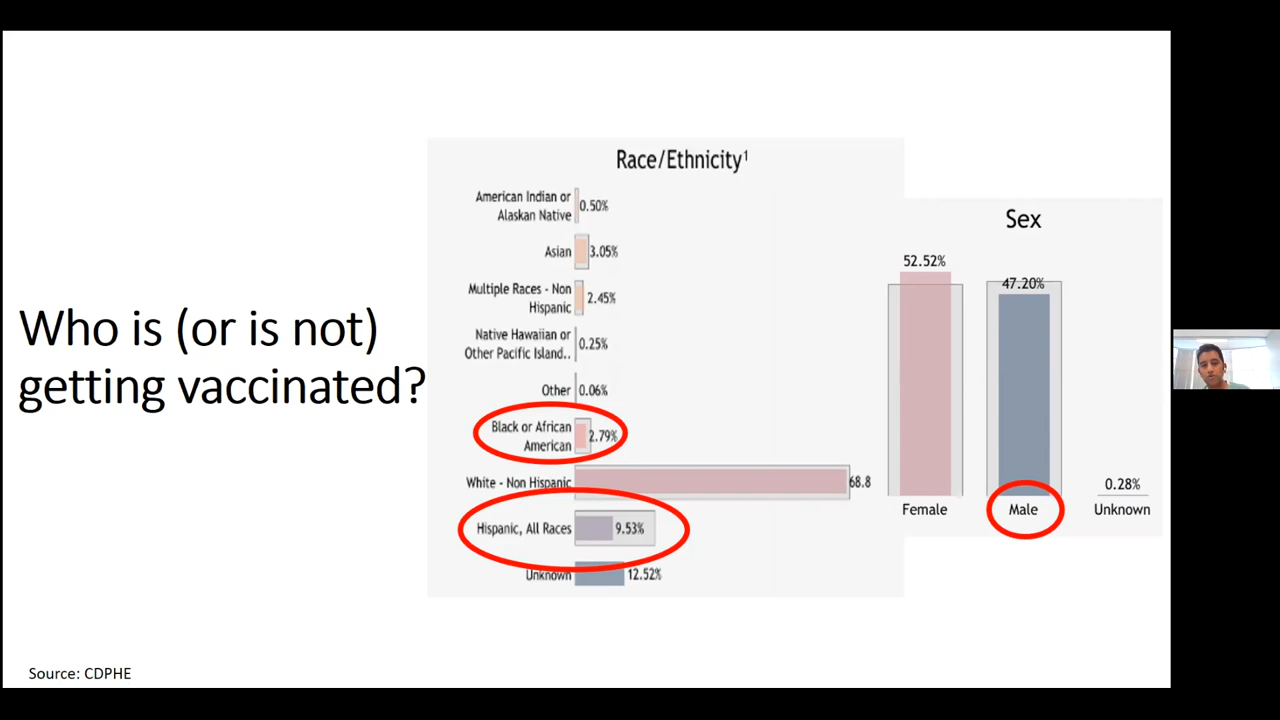 Who is (or is not)
getting vaccinated?
Race/Ethnicity¹
American Indian or
Alaskan Native
0.50%
Asian
3.05%
Multiple Races - Non
Hispanic
2.45%
Native Hawaiian or
Other Pacific Island..
0.25%
Other
0.06%
Black or African
American
2.79%
White - Non Hispanic
68.8
Hispanic, All Races
9.53%
Unknown
12.52%
Sex
52.52%
47.20%
0.28%
Female
Male
Unknown
Source: CDPHE